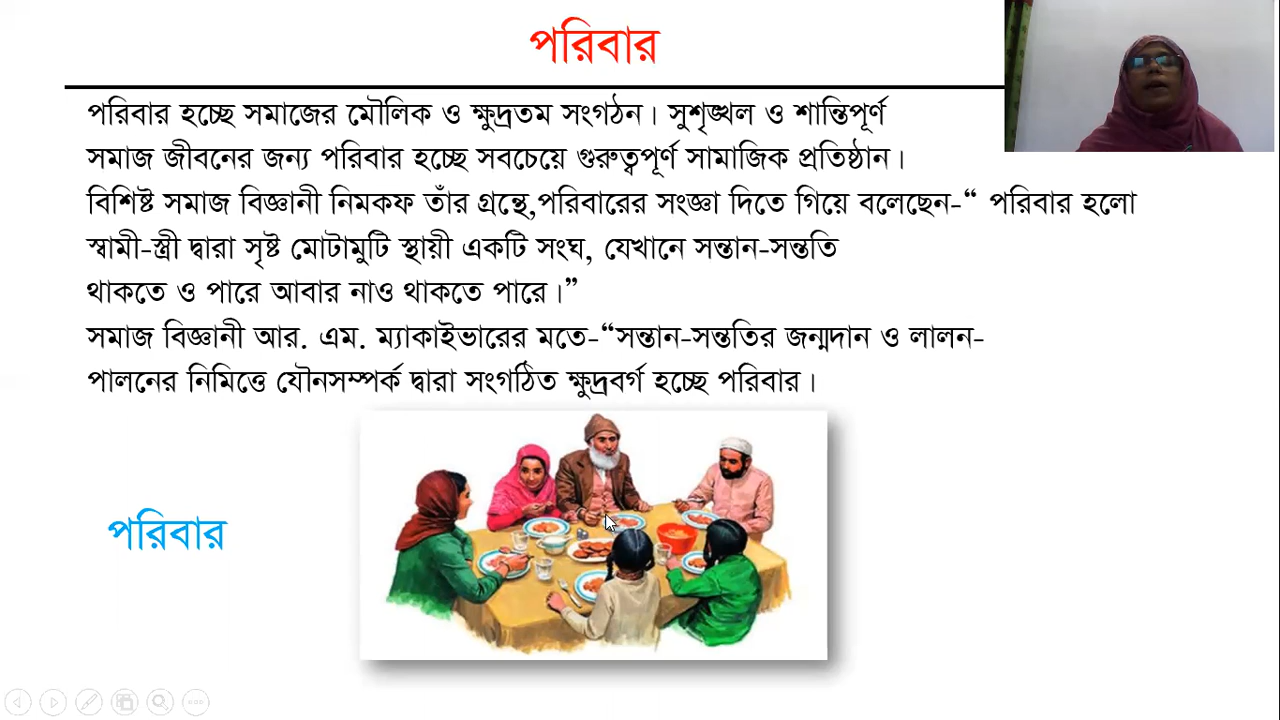 পরিবার
পরিবার হচ্ছে সমাজের মৌলিক ও ক্ষুদ্রতম সংগঠন। সুশৃঙ্খল ও শান্তিপূর্ণ
সমাজ জীবনের জন্য পরিবার হচ্ছে সবচেয়ে গুরুত্বপূর্ণ সামাজিক প্রতিষ্ঠান।
বিশিষ্ট সমাজ বিজ্ঞানী নিমকফ তাঁর গ্রন্থে,পরিবারের সংজ্ঞা দিতে গিয়ে বলেছেন-“ পরিবার হলো
স্বামী-স্ত্রী দ্বারা সৃষ্ট মোটামুটি স্থায়ী একটি সংঘ, যেখানে সন্তান-সন্ততি
থাকতে ও পারে আবার নাও থাকতে পারে।”
সমাজ বিজ্ঞানী আর. এম. ম্যাকাইভারের মতে-“সন্তান-সন্ততির জন্মদান ও লালন-
পালনের নিমিত্তে যৌনসম্পর্ক দ্বারা সংগঠিত ক্ষুদ্রবর্গ হচ্ছে পরিবার।
পরিবার